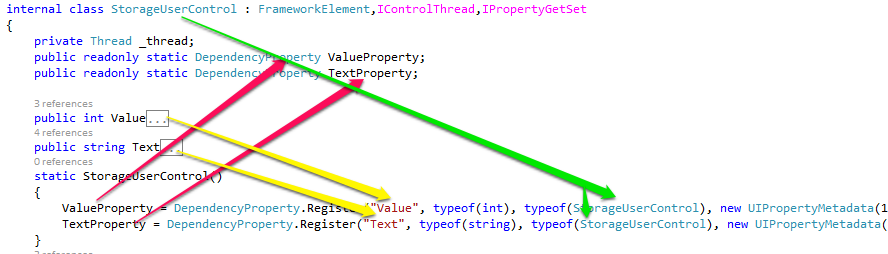 internal class StorageUserControl : FrameworkElement,IControlThread,IPropertyGetSet
{
private Thread _thread;
public readonly static DependencyProperty ValueProperty;
public readonly static DependencyProperty TextProperty;
3 references
public int Value...
4 references
public string Text...
0 references
static StorageUserControl()
{
ValueProperty = DependencyProperty.Register("Value", typeof(int), typeof(StorageUserControl), new UIPropertyMetadata(1
TextProperty = DependencyProperty.Register("Text", typeof(string), typeof(StorageUserControl), new UIPropertyMetadata(
}